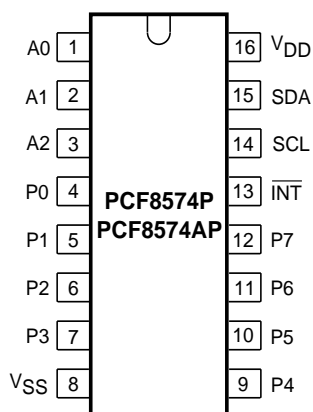 A0 1 16 VDD
A1 2 15 SDA
A2 3 14 SCL
P0 4 13 INT
PCF8574P
PCF8574AP
P1 5 12 P7
P2 6 11 P6
P3 7 10 P5
VSS 8 9 P4